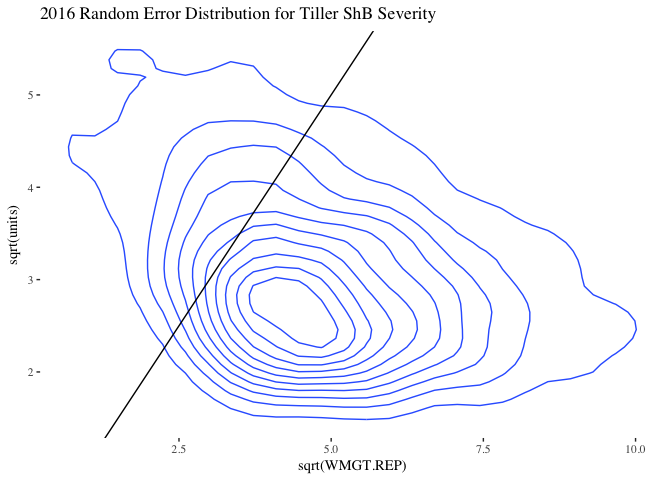 2016 Random Error Distribution for Tiller ShB Severity
5
4
3
2
sqrt(units)
2.5 5.0 7.5 10.0
sqrt(WMGT.REP)